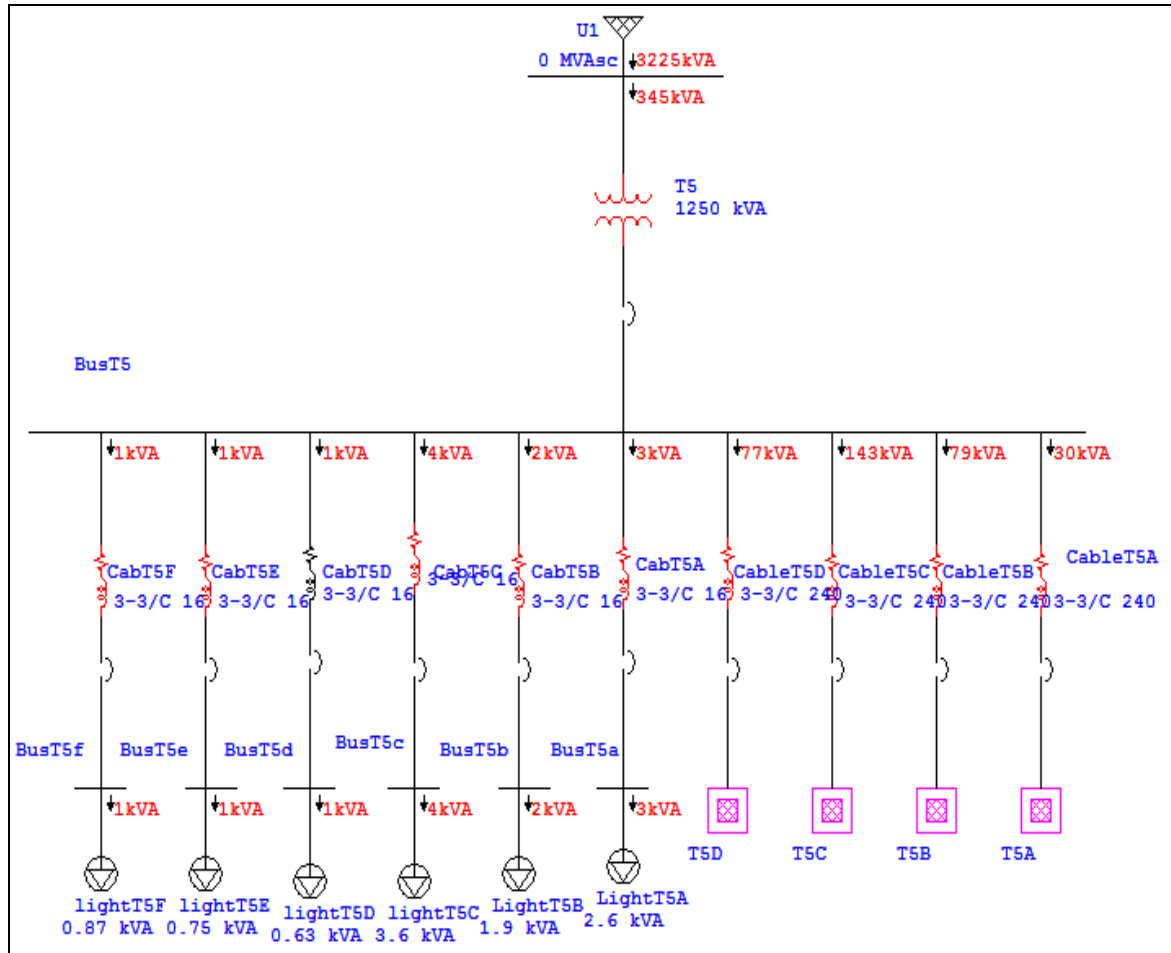 U1
0 MVAsc
3225kVA
345kVA
T5
1250 kVA
BusT5
1kVA 1kVA 1kVA 4kVA 2kVA 3kVA 77kVA 143kVA 79kVA 30kVA
CabT5F CabT5E CabT5D CabT5C CabT5B CabT5A CableT5D CableT5C CableT5B CableT5A
3-3/C 16 3-3/C 16 3-3/C 16 3-3/C 16 3-3/C 16 3-3/C 16 3-3/C 240 3-3/C 240 3-3/C 240 3-3/C 240
BusT5f BusT5e BusT5d BusT5c BusT5b BusT5a
1kVA 1kVA 1kVA 4kVA 2kVA 3kVA
T5D T5C T5B T5A
lightT5F lightT5E lightT5D lightT5C LightT5B LightT5A
0.87 kVA 0.75 kVA 0.63 kVA 3.6 kVA 1.9 kVA 2.6 kVA